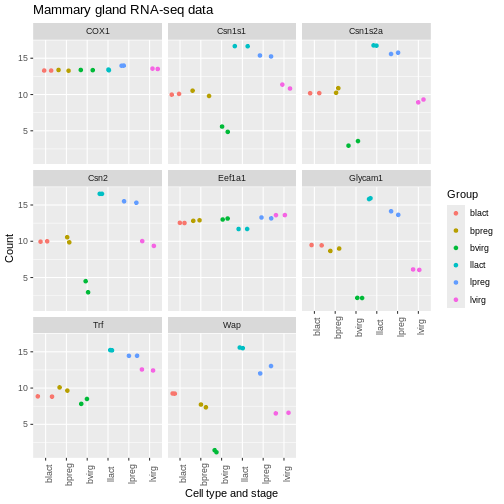 Mammary gland RNA-seq data
COX1 Csn1s1 Csn1s2a
15
10
5
Csn2 Eef1a1 Glycam1
15
10
5
Count
Group
blact
bpreg
bvirg
llact
lpreg
lvirg
blact bpreg bvirg llact lpreg lvirg
Trf Wap
15
10
5
blact bpreg bvirg llact lpreg lvirg blact bpreg bvirg llact lpreg lvirg
Cell type and stage